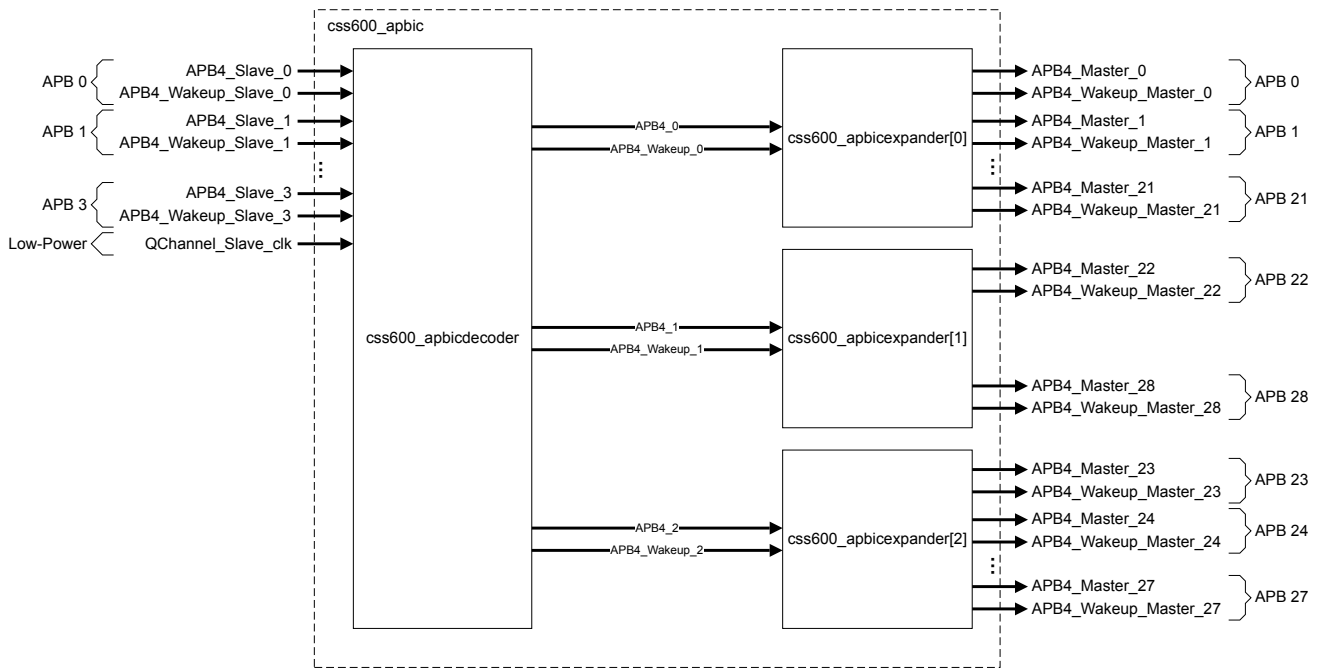 css600_apbic
APB 0
APB4_Slave_0
APB4_Wakeup_Slave_0
APB 1
APB4_Slave_1
APB4_Wakeup_Slave_1
...
APB 3
APB4_Slave_3
APB4_Wakeup_Slave_3
Low-Power
QChannel_Slave_clk
css600_apbicdecoder
APB4_0
APB4_Wakeup_0
APB4_1
APB4_Wakeup_1
APB4_2
APB4_Wakeup_2
css600_apbicexpander[0]
css600_apbicexpander[1]
css600_apbicexpander[2]
APB4_Master_0
APB4_Wakeup_Master_0
APB 0
APB4_Master_1
APB4_Wakeup_Master_1
APB 1
...
APB4_Master_21
APB4_Wakeup_Master_21
APB 21
APB4_Master_22
APB4_Wakeup_Master_22
APB 22
APB4_Master_28
APB4_Wakeup_Master_28
APB 28
APB4_Master_23
APB4_Wakeup_Master_23
APB 23
APB4_Master_24
APB4_Wakeup_Master_24
APB 24
...
APB4_Master_27
APB4_Wakeup_Master_27
APB 27